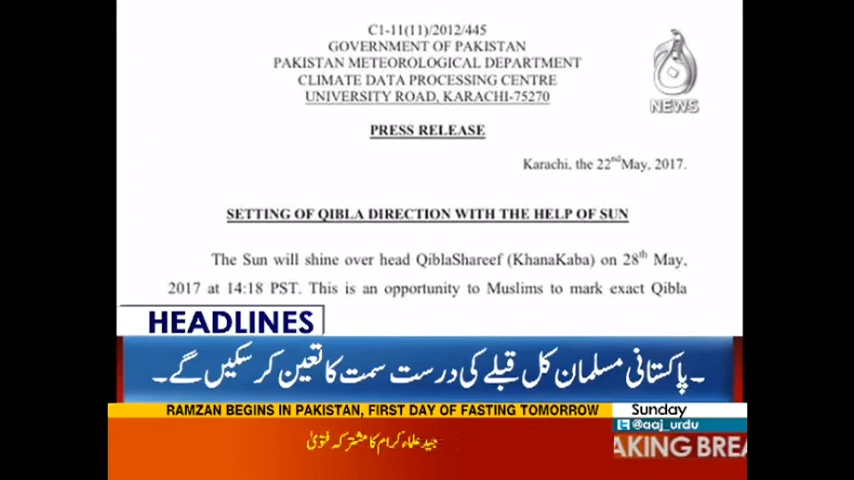 C1-11(11)/2012/445
GOVERNMENT OF PAKISTAN
PAKISTAN METEOROLOGICAL DEPARTMENT
CLIMATE DATA PROCESSING CENTRE
UNIVERSITY ROAD, KARACHI-75270
NEWS
PRESS RELEASE
Karachi, the 22nd May, 2017.
SETTING OF QIBLA DIRECTION WITH THE HELP OF SUN
The Sun will shine over head QiblaShareef (KhanaKaba) on 28th May,
2017 at 14:18 PST. This is an opportunity to Muslims to mark exact Qibla
HEADLINES
پاکستانی مسلمان کل قبلے کی درست سمت کا تعین کر سکیں گے۔
RAMZAN BEGINS IN PAKISTAN, FIRST DAY OF FASTING TOMORROW
Sunday
@aaj_urdu
جید علماء کرام کا مشترکہ فتویٰ
AKING BREA